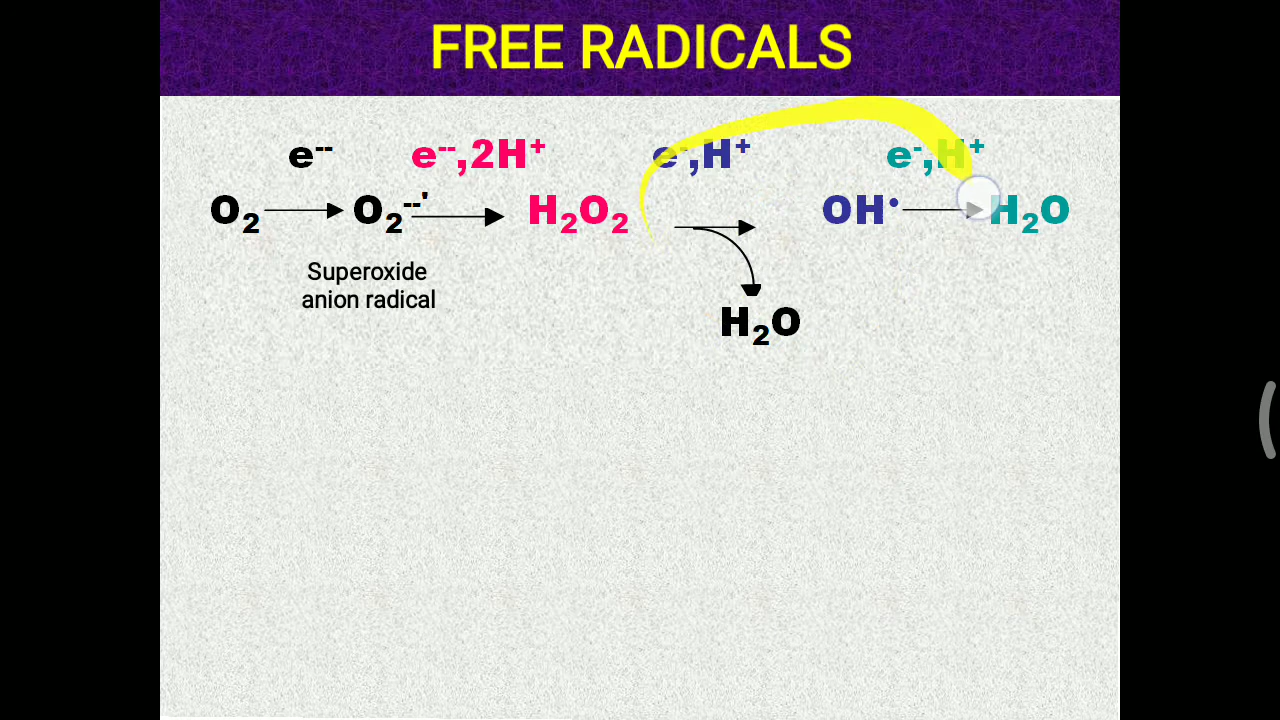 FREE RADICALS
e⁻⁻ e⁻⁻,2H⁺ e⁻,H⁺ e⁻,H⁺
O₂ O₂⁻⁻' H₂O₂ OH• H₂O
Superoxide
anion radical
H₂O